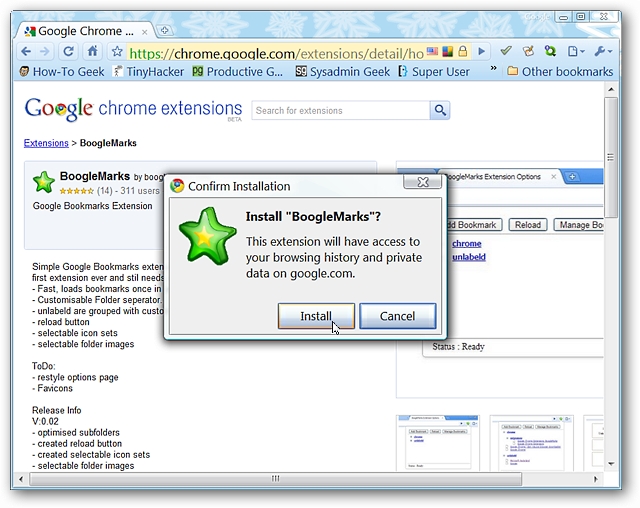 Google Chrome ...
https://chrome.google.com/extensions/detail/ho
How-To Geek TinyHacker Productive G... Sysadmin Geek Super User » Other bookmarks
Google chrome extensions
BETA
Search for extensions
Extensions > BoogleMarks
BoogleMarks by boog
(14) - 311 users
Google Bookmarks Extension
Simple Google Bookmarks exten
first extension ever and stil needs
- Fast, loads bookmarks once in
- Customisable Folder seperator.
- unlabeld are grouped with custo
- reload button
- selectable icon sets
- selectable folder images
ToDo:
- restyle options page
- Favicons
Release Info
V:0.02
- optimised subfolders
- created reload button
- created selectable icon sets
- selectable folder images
Confirm Installation
Install "BoogleMarks"?
This extension will have access to
your browsing history and private
data on google.com.
Install Cancel
BoogleMarks Extension Options
dd Bookmark Reload Manage Boo
chrome
unlabeld
Status : Ready